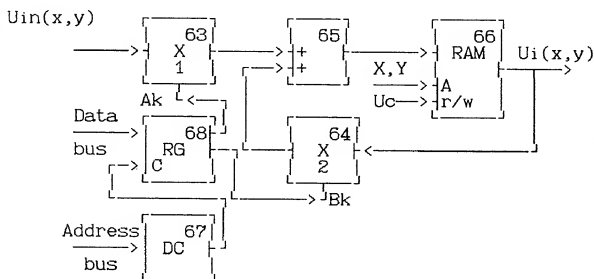 Uin(x,y)
63
X
1
65
+
+
66
RAM
A
r/w
Ui(x,y)
X,Y
Uc
Ak
Data
bus
68
RG
C
64
X
2
Bk
Address
bus
67
DC